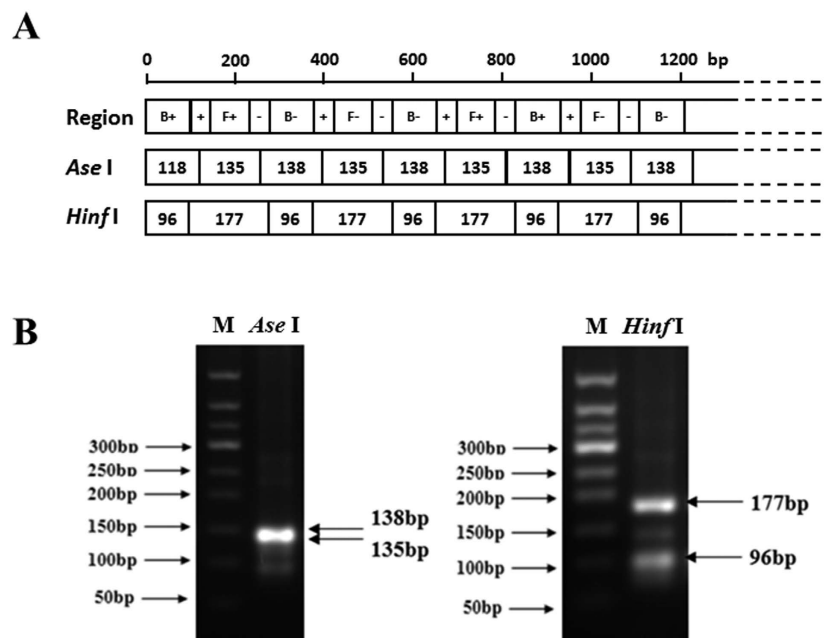 A
0 200 400 600 800 1000 1200 bp
Region B+ + F+ - B- + F- - B- + F+ - B+ + F- - B-
Ase I 118 135 138 135 138 135 138 135 138
Hinf I 96 177 96 177 96 177 96 177 96
B
M Ase I
300bp
250bp
200bp
150bp
100bp
50bp
138bp
135bp
M Hinf I
300bp
250bp
200bp
150bp
100bp
50bp
177bp
96bp